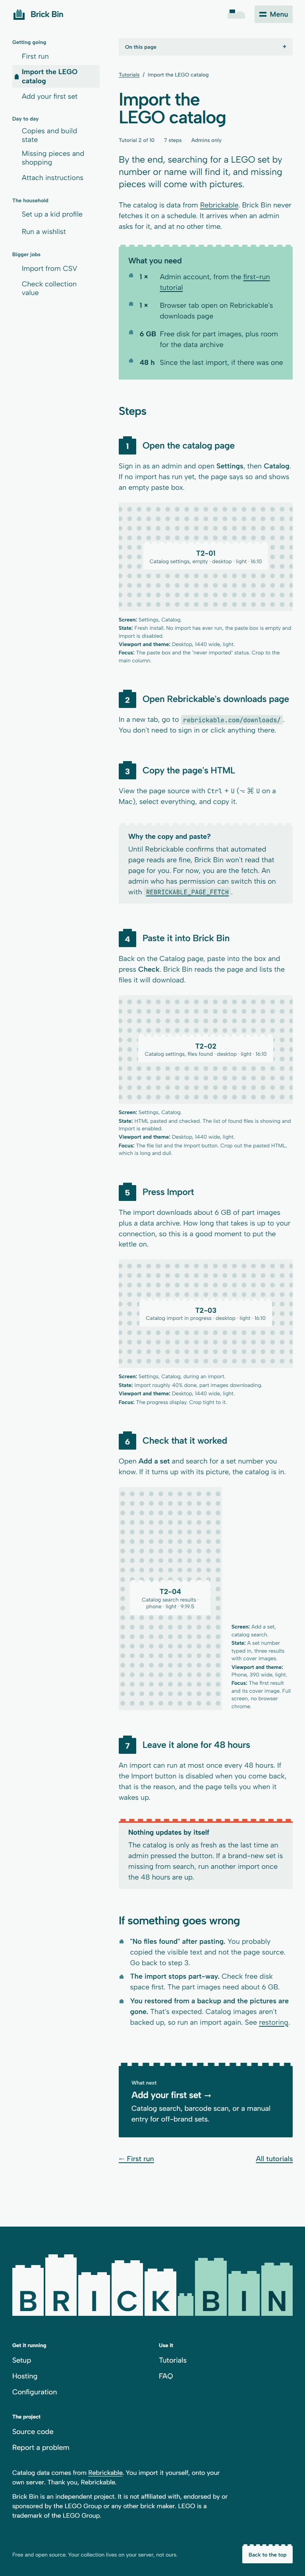 Brick Bin
Menu
Getting going
First run
Import the LEGO
catalog
Add your first set
Day to day
Copies and build
state
Missing pieces and
shopping
Attach instructions
The household
Set up a kid profile
Run a wishlist
Bigger jobs
Import from CSV
Check collection
value
On this page
+
Tutorials / Import the LEGO catalog
Import the
LEGO catalog
Tutorial 2 of 10 7 steps Admins only
By the end, searching for a LEGO set by
number or name will find it, and missing
pieces will come with pictures.
The catalog is data from Rebrickable. Brick Bin never
fetches it on a schedule. It arrives when an admin
asks for it, and at no other time.
What you need
1 × Admin account, from the first-run
tutorial
1 × Browser tab open on Rebrickable's
downloads page
6 GB Free disk for part images, plus room
for the data archive
48 h Since the last import, if there was one
Steps
1 Open the catalog page
Sign in as an admin and open Settings, then Catalog.
If no import has run yet, the page says so and shows
an empty paste box.
T2-01
Catalog settings, empty · desktop · light · 16:10
Screen: Settings, Catalog.
State: Fresh install. No import has ever run, the paste box is empty and
Import is disabled.
Viewport and theme: Desktop, 1440 wide, light.
Focus: The paste box and the "never imported" status. Crop to the
main column.
2 Open Rebrickable's downloads page
In a new tab, go to rebrickable.com/downloads/.
You don't need to sign in or click anything there.
3 Copy the page's HTML
View the page source with Ctrl + U (⌥ ⌘ U on a
Mac), select everything, and copy it.
Why the copy and paste?
Until Rebrickable confirms that automated
page reads are fine, Brick Bin won't read that
page for you. For now, you are the fetch. An
admin who has permission can switch this on
with REBRICKABLE_PAGE_FETCH.
4 Paste it into Brick Bin
Back on the Catalog page, paste into the box and
press Check. Brick Bin reads the page and lists the
files it will download.
T2-02
Catalog settings, files found · desktop · light · 16:10
Screen: Settings, Catalog.
State: HTML pasted and checked. The list of found files is showing and
Import is enabled.
Viewport and theme: Desktop, 1440 wide, light.
Focus: The file list and the Import button. Crop out the pasted HTML,
which is long and dull.
5 Press Import
The import downloads about 6 GB of part images
plus a data archive. How long that takes is up to your
connection, so this is a good moment to put the
kettle on.
T2-03
Catalog import in progress · desktop · light · 16:10
Screen: Settings, Catalog, during an import.
State: Import roughly 40% done, part images downloading.
Viewport and theme: Desktop, 1440 wide, light.
Focus: The progress display. Crop tight to it.
6 Check that it worked
Open Add a set and search for a set number you
know. If it turns up with its picture, the catalog is in.
T2-04
Catalog search results ·
phone · light · 9:19.5
Screen: Add a set,
catalog search.
State: A set number
typed in, three results
with cover images.
Viewport and theme:
Phone, 390 wide, light.
Focus: The first result
and its cover image. Full
screen, no browser
chrome.
7 Leave it alone for 48 hours
An import can run at most once every 48 hours. If
the Import button is disabled when you come back,
that is the reason, and the page tells you when it
wakes up.
Nothing updates by itself
The catalog is only as fresh as the last time an
admin pressed the button. If a brand-new set is
missing from search, run another import once
the 48 hours are up.
If something goes wrong
"No files found" after pasting. You probably
copied the visible text and not the page source.
Go back to step 3.
The import stops part-way. Check free disk
space first. The part images need about 6 GB.
You restored from a backup and the pictures are
gone. That's expected. Catalog images aren't
backed up, so run an import again. See restoring.
What next
Add your first set →
Catalog search, barcode scan, or a manual
entry for off-brand sets.
← First run
All tutorials
BRICK BIN
Get it running
Setup
Hosting
Configuration
Use it
Tutorials
FAQ
The project
Source code
Report a problem
Catalog data comes from Rebrickable. You import it yourself, onto your
own server. Thank you, Rebrickable.
Brick Bin is an independent project. It is not affiliated with, endorsed by or
sponsored by the LEGO Group or any other brick maker. LEGO is a
trademark of the LEGO Group.
Free and open source. Your collection lives on your server, not ours.
Back to the top